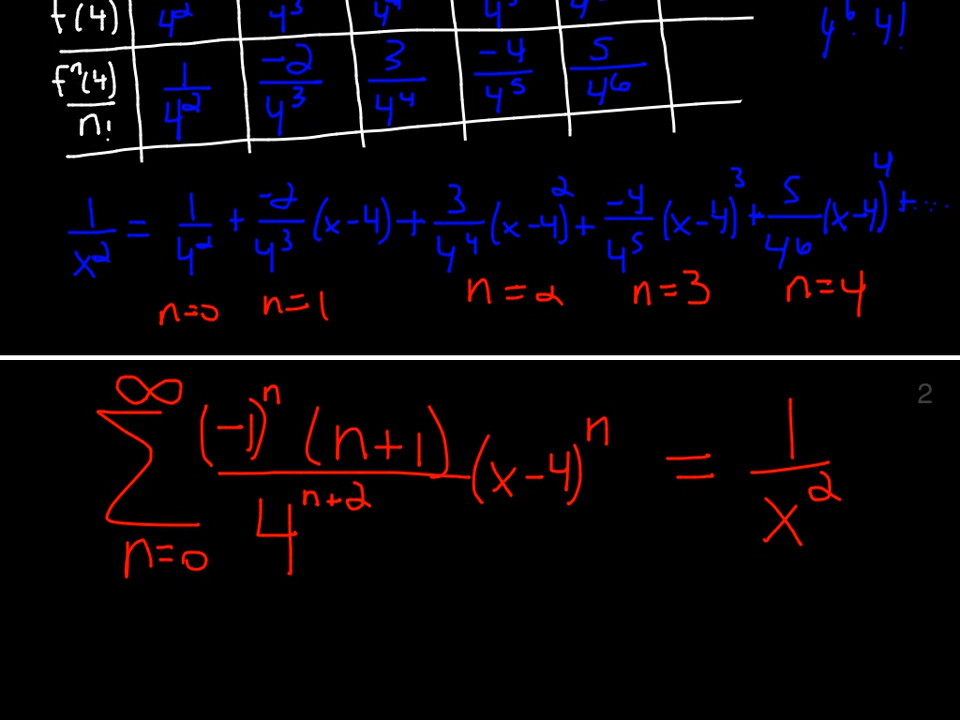 f(4) 4² 4³ 4⁴ 4⁵ 4 4⁶·4!
fⁿ(4)/n! 1/4² -2/4³ 3/4⁴ -4/4⁵ 5/4⁶
1/x² = 1/4² + -2/4³ (x-4) + 3/4⁴ (x-4)² + -4/4⁵ (x-4)³ + 5/4⁶ (x-4)⁴ + ....
n=0 n=1 n=2 n=3 n=4
2
∑_{n=0}^{∞} (-1)ⁿ (n+1)/4ⁿ⁺² (x-4)ⁿ = 1/x²